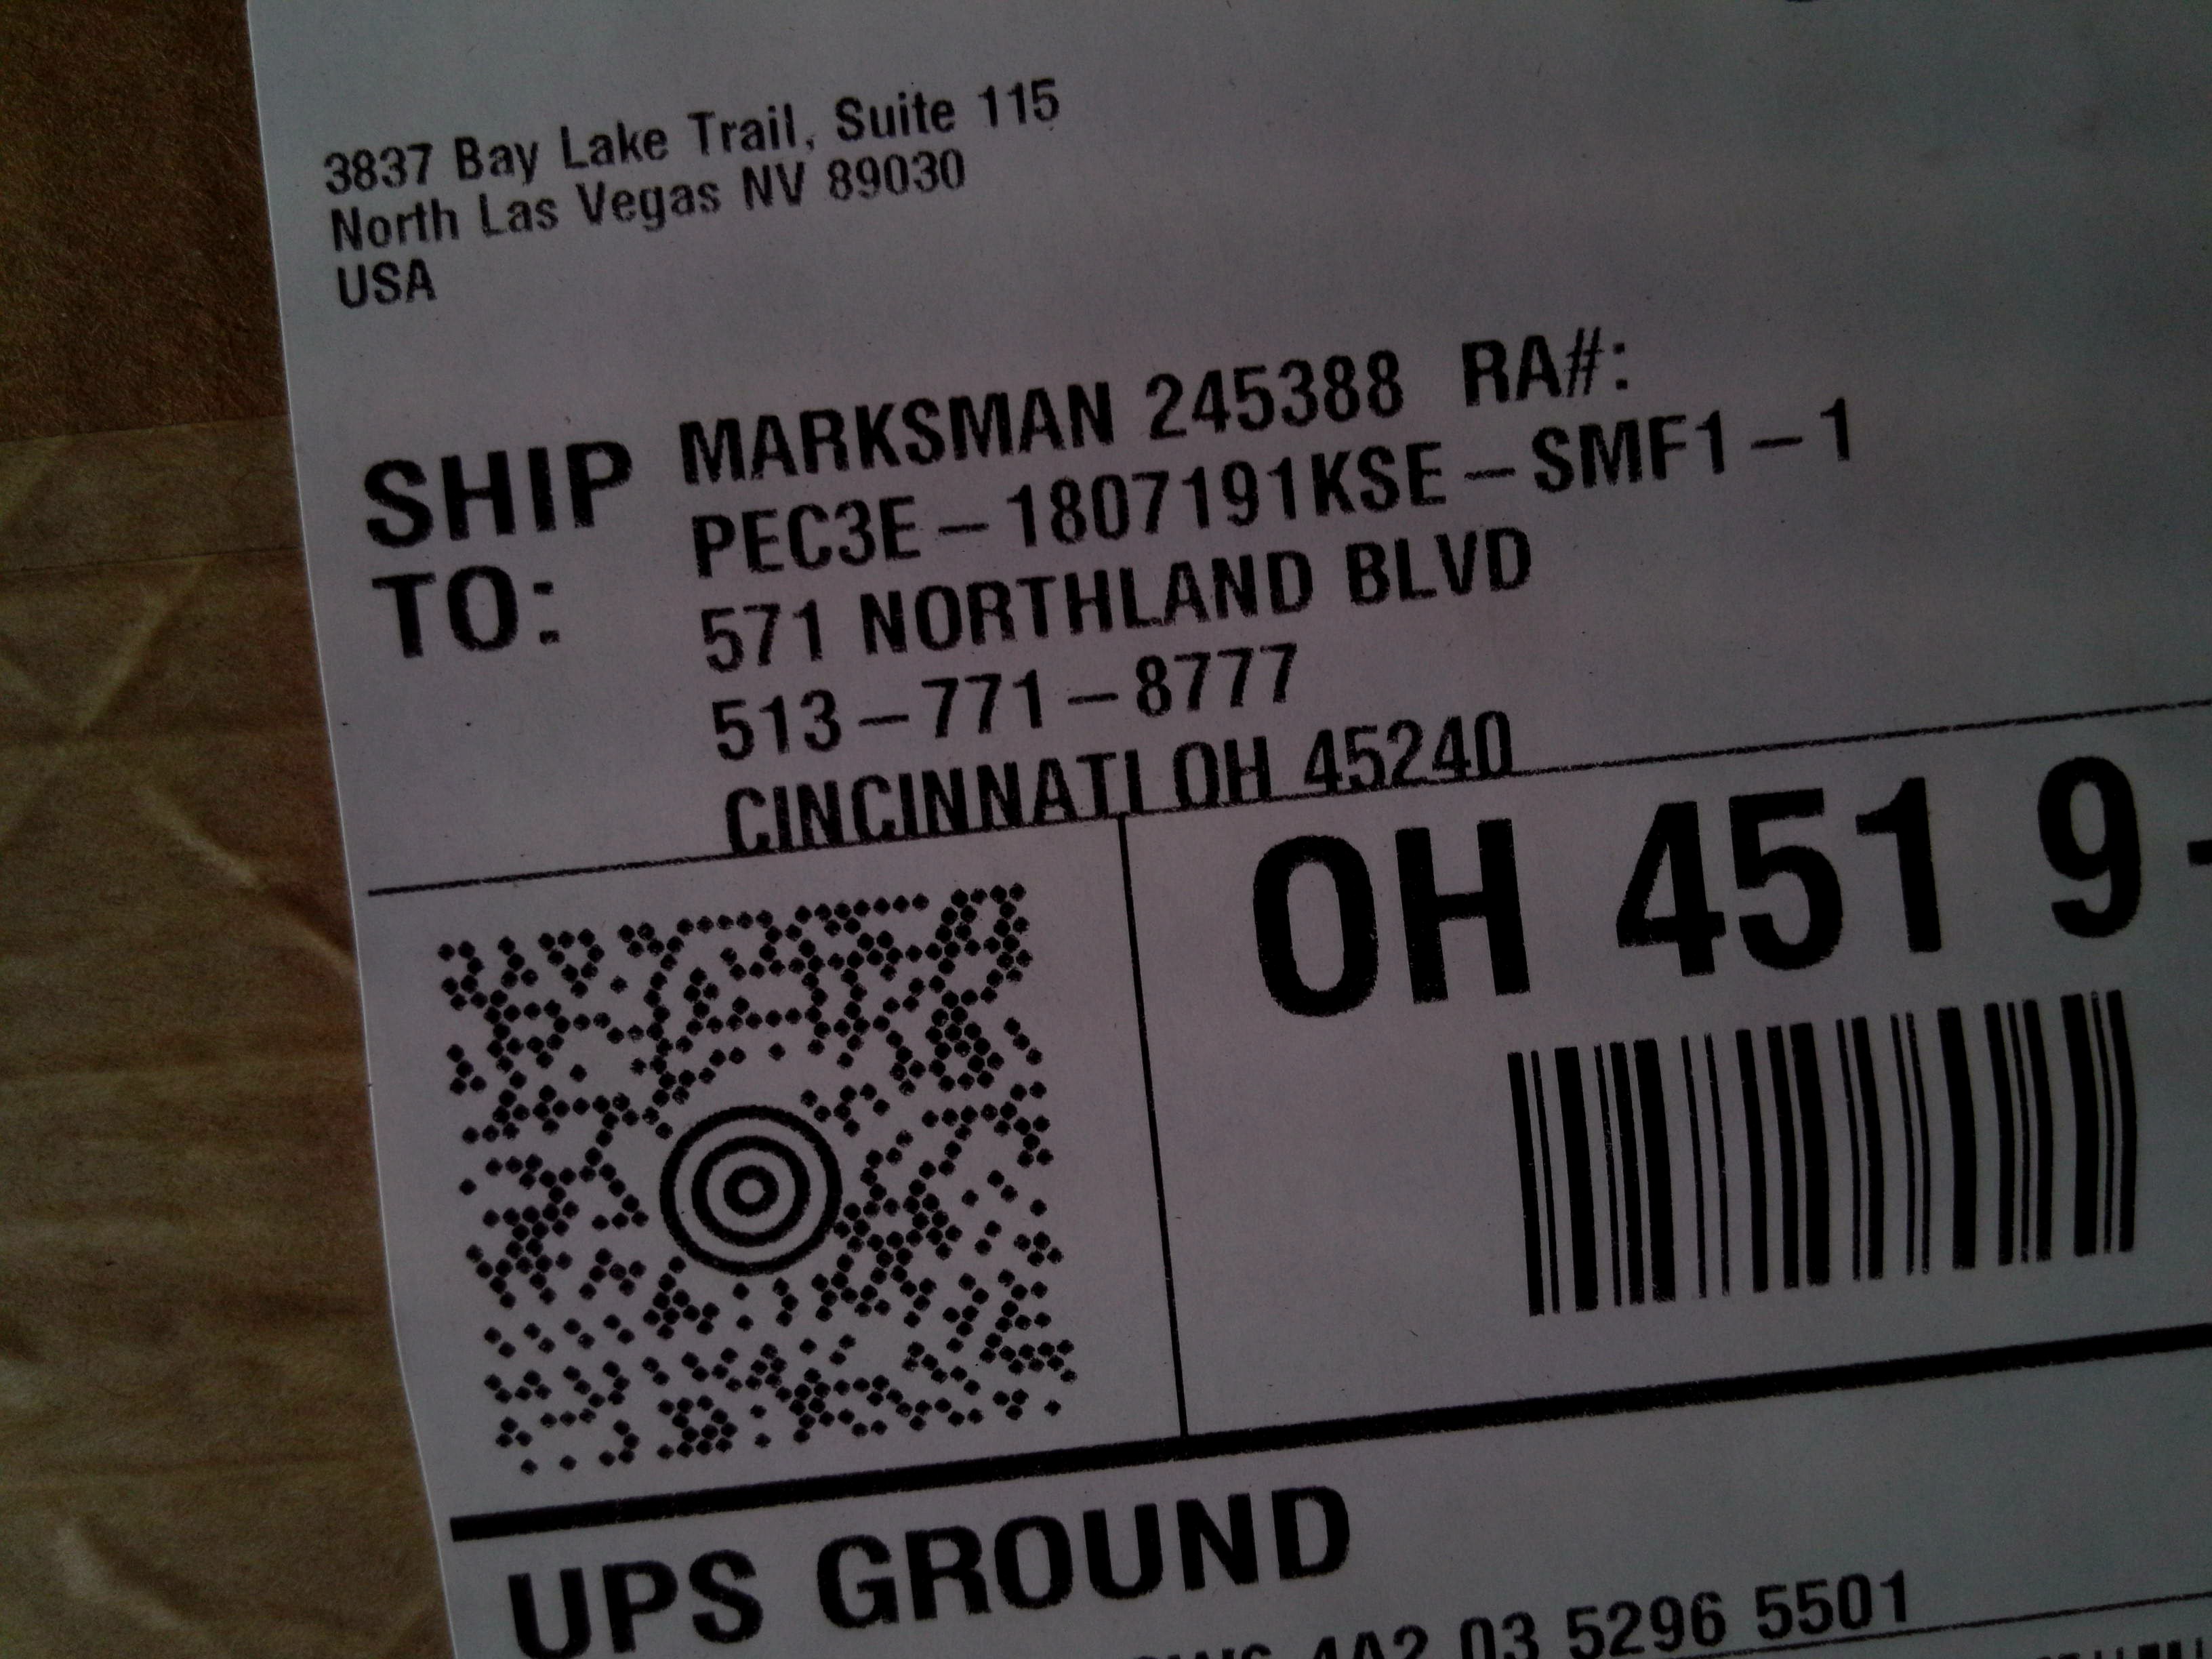 3837 Bay Lake Trail, Suite 115
North Las Vegas NV 89030
USA
SHIP TO:
MARKSMAN 245388 RA#:
PEC3E-1807191KSE-SMF1-1
571 NORTHLAND BLVD
513-771-8777
CINCINNATI OH 45240
OH 451 9-
UPS GROUND
4A2 03 5296 5501